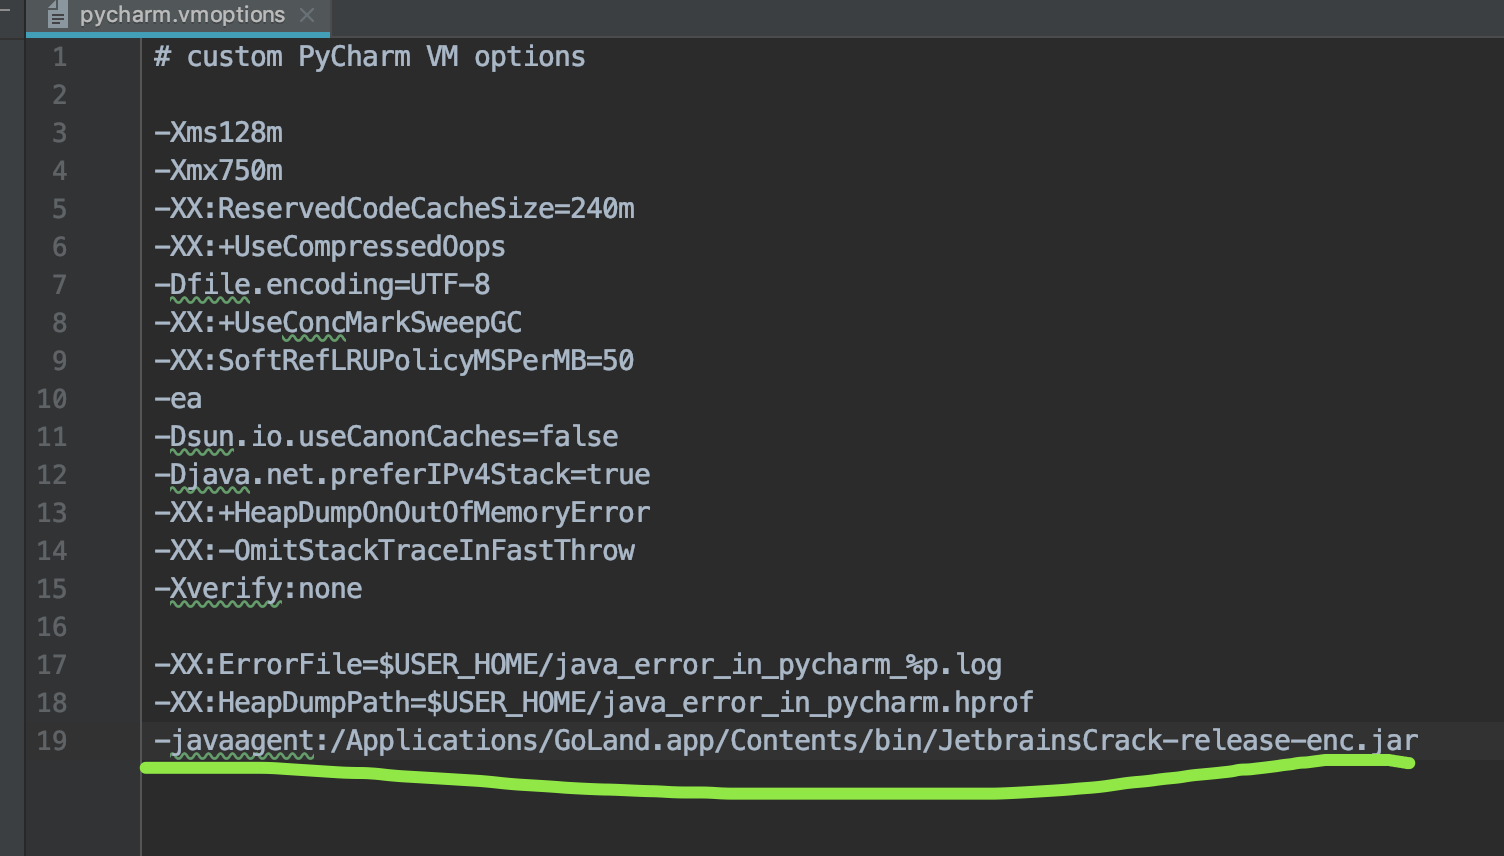 pycharm.vmoptions
1 # custom PyCharm VM options
2
3 -Xms128m
4 -Xmx750m
5 -XX:ReservedCodeCacheSize=240m
6 -XX:+UseCompressedOops
7 -Dfile.encoding=UTF-8
8 -XX:+UseConcMarkSweepGC
9 -XX:SoftRefLRUPolicyMSPerMB=50
10 -ea
11 -Dsun.io.useCanonCaches=false
12 -Djava.net.preferIPv4Stack=true
13 -XX:+HeapDumpOnOutOfMemoryError
14 -XX:-OmitStackTraceInFastThrow
15 -Xverify:none
16
17 -XX:ErrorFile=$USER_HOME/java_error_in_pycharm_%p.log
18 -XX:HeapDumpPath=$USER_HOME/java_error_in_pycharm.hprof
19 -javaagent:/Applications/GoLand.app/Contents/bin/JetbrainsCrack-release-enc.jar